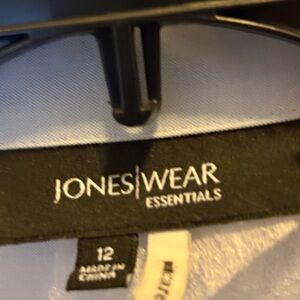 JONES|WEAR
ESSENTIALS
12
MADE IN
CHINA